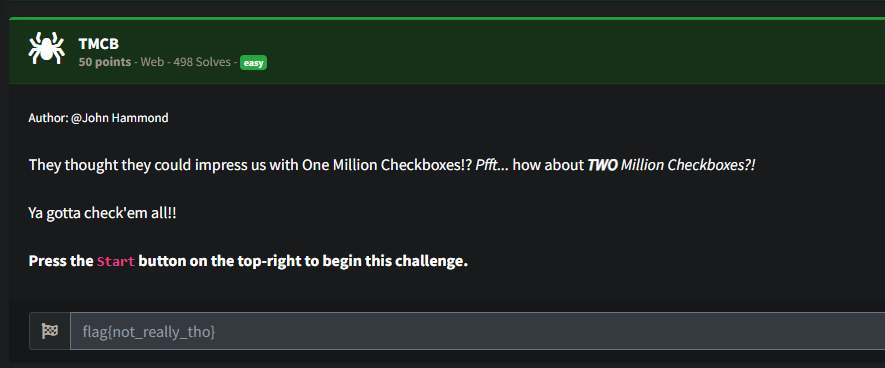 TMCB
50 points - Web - 498 Solves - easy
Author: @John Hammond
They thought they could impress us with One Million Checkboxes!? Pfft... how about TWO Million Checkboxes?!
Ya gotta check'em all!!
Press the Start button on the top-right to begin this challenge.
flag{not_really_tho}